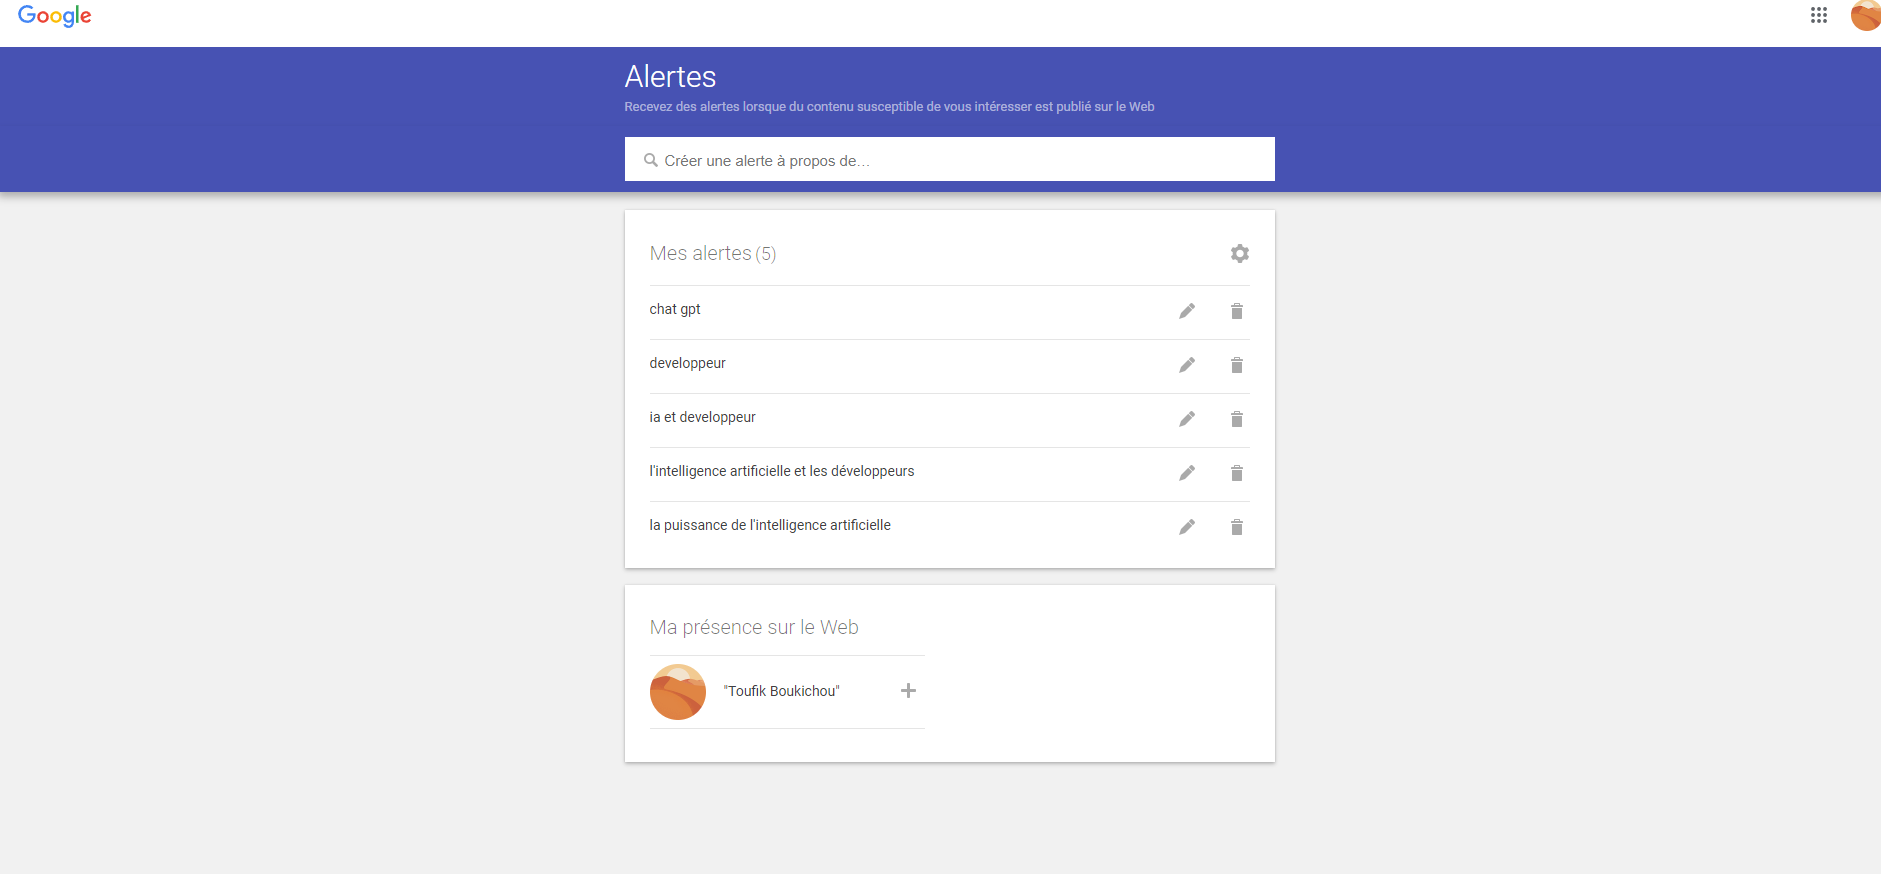 Google
Alertes
Recevez des alertes lorsque du contenu susceptible de vous intéresser est publié sur le Web
Créer une alerte à propos de…
Mes alertes (5)
chat gpt
developpeur
ia et developpeur
l'intelligence artificielle et les développeurs
la puissance de l'intelligence artificielle
Ma présence sur le Web
"Toufik Boukichou"